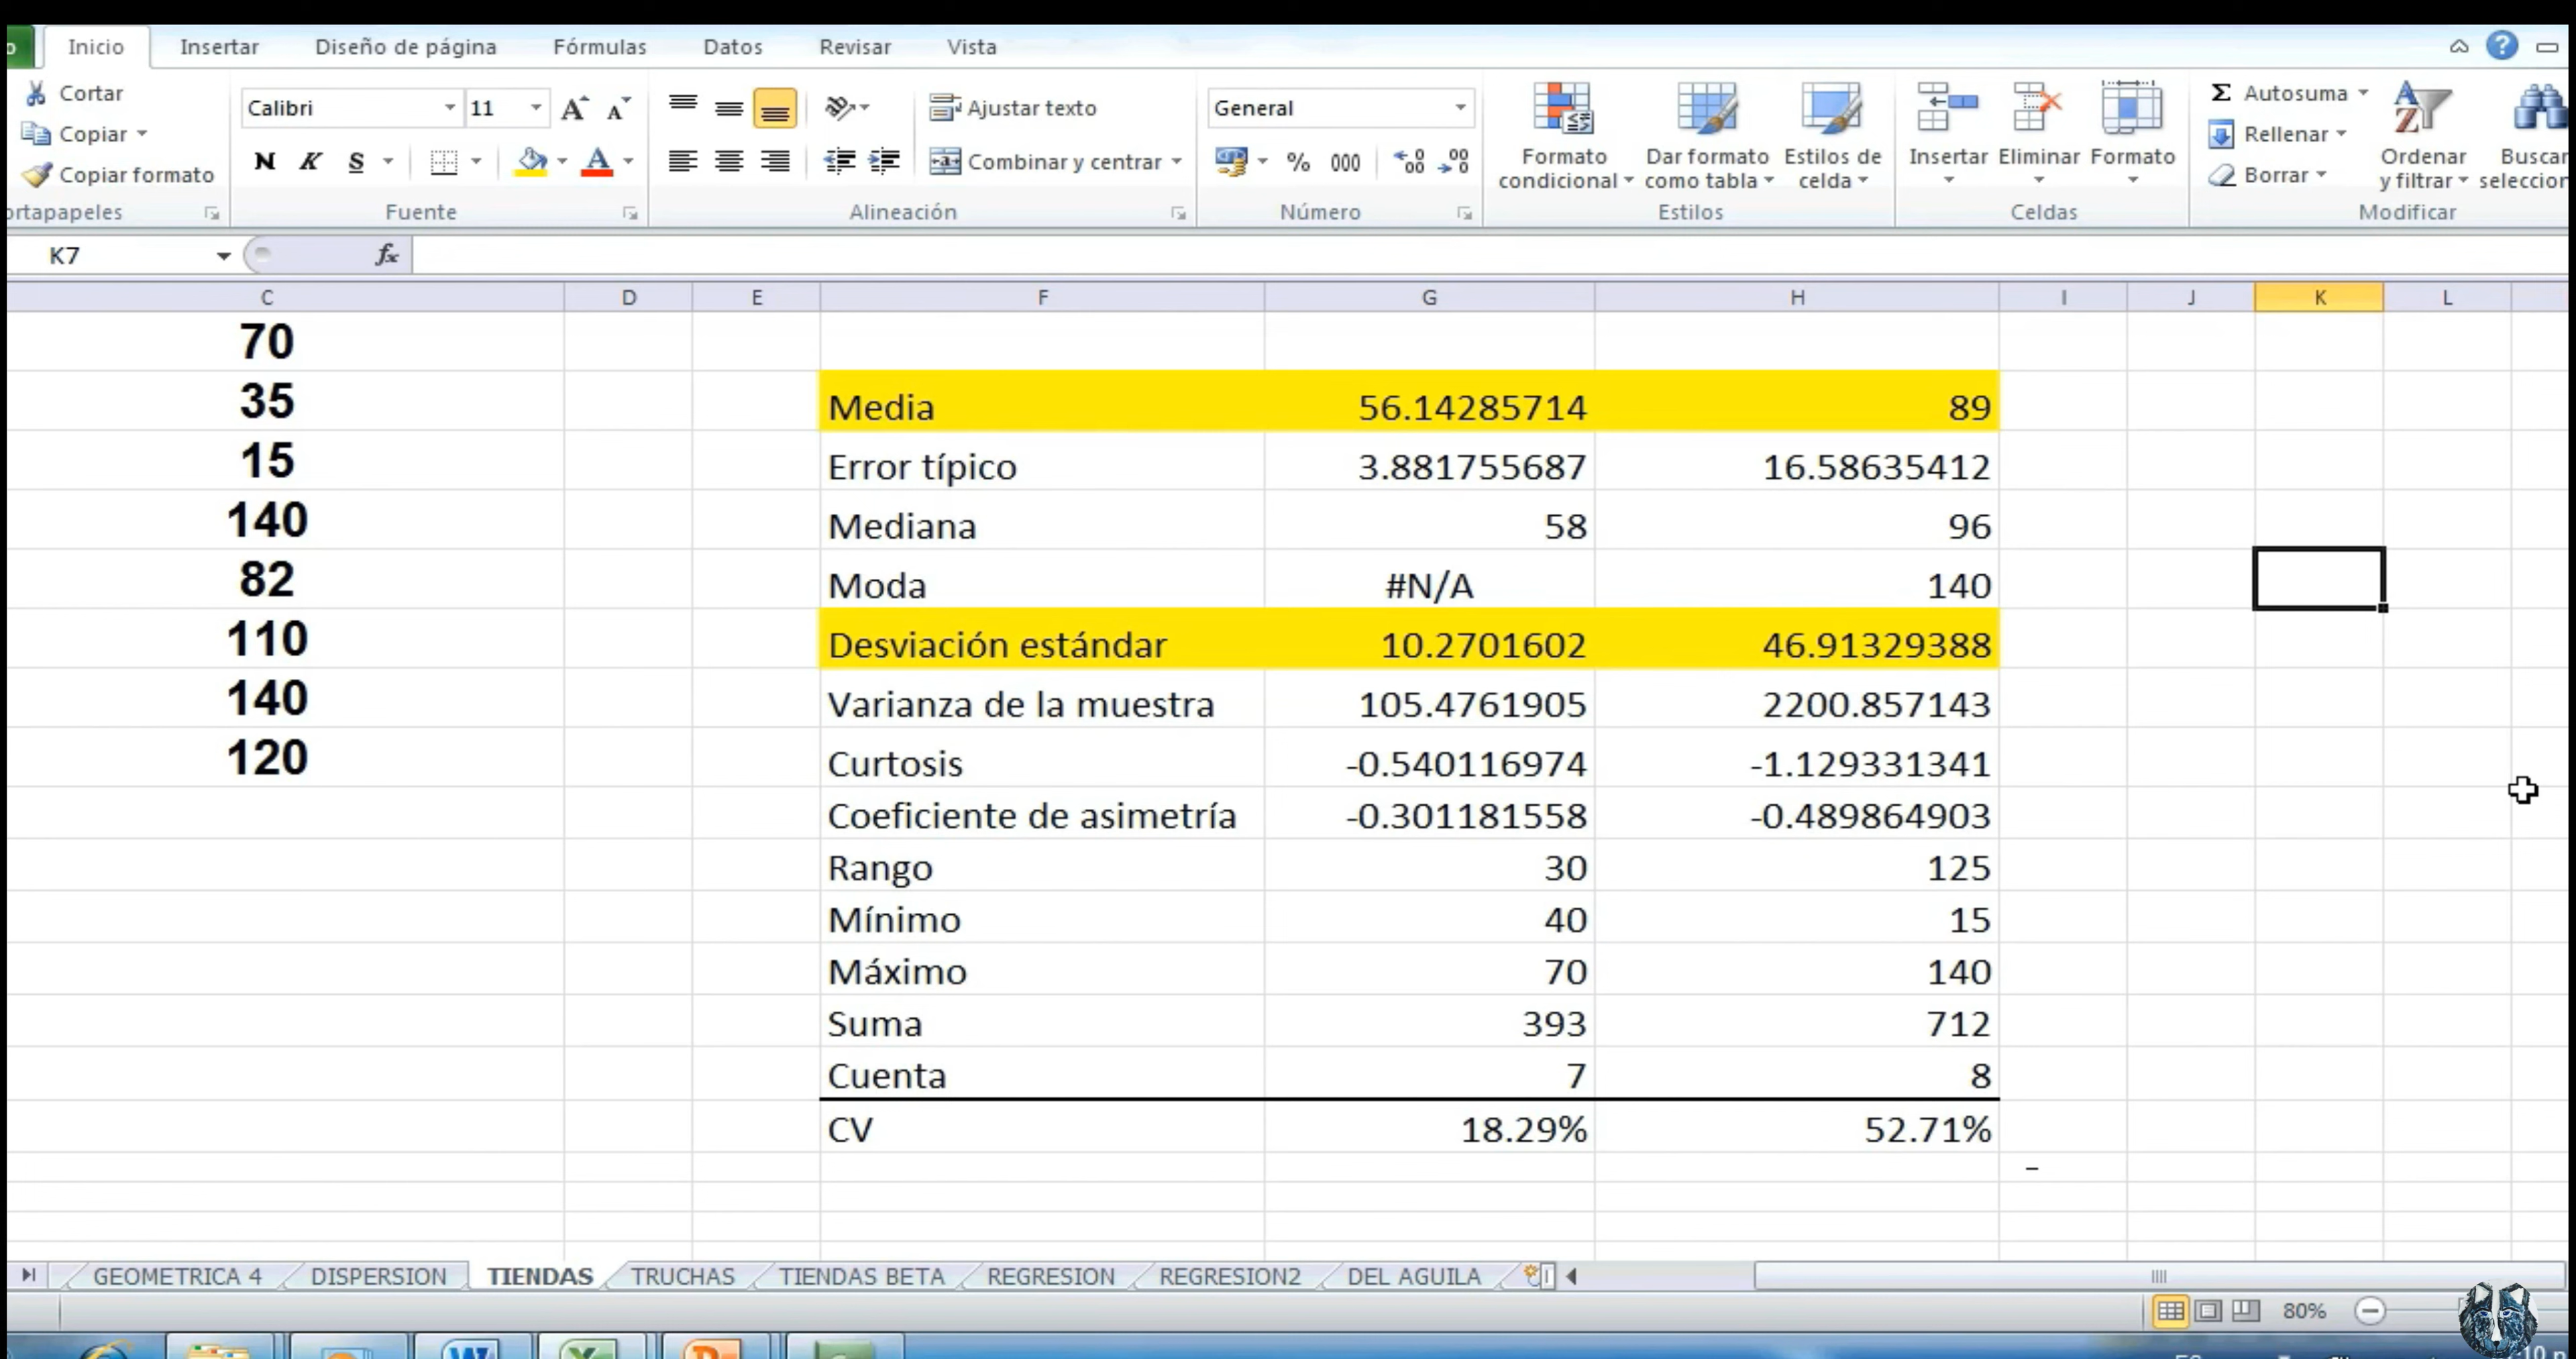 Inicio Insertar Diseño de página Fórmulas Datos Revisar Vista
Cortar
Copiar
Copiar formato
Calibri 11
N K S
Ajustar texto
Combinar y centrar
General
% 000
Formato condicional
Dar formato como tabla
Estilos de celda
Insertar Eliminar Formato
Σ Autosuma
Rellenar
Borrar
Ordenar y filtrar
Fuente Alineación Número Estilos Celdas Modificar
K7 fx
C D E F G H I J K L
70
35 Media 56.14285714 89
15 Error típico 3.881755687 16.58635412
140 Mediana 58 96
82 Moda #N/A 140
110 Desviación estándar 10.2701602 46.91329388
140 Varianza de la muestra 105.4761905 2200.857143
120 Curtosis -0.540116974 -1.129331341
Coeficiente de asimetría -0.301181558 -0.489864903
Rango 30 125
Mínimo 40 15
Máximo 70 140
Suma 393 712
Cuenta 7 8
CV 18.29% 52.71%
GEOMETRICA 4 DISPERSION TIENDAS TRUCHAS TIENDAS BETA REGRESION REGRESION2 DEL AGUILA
80%